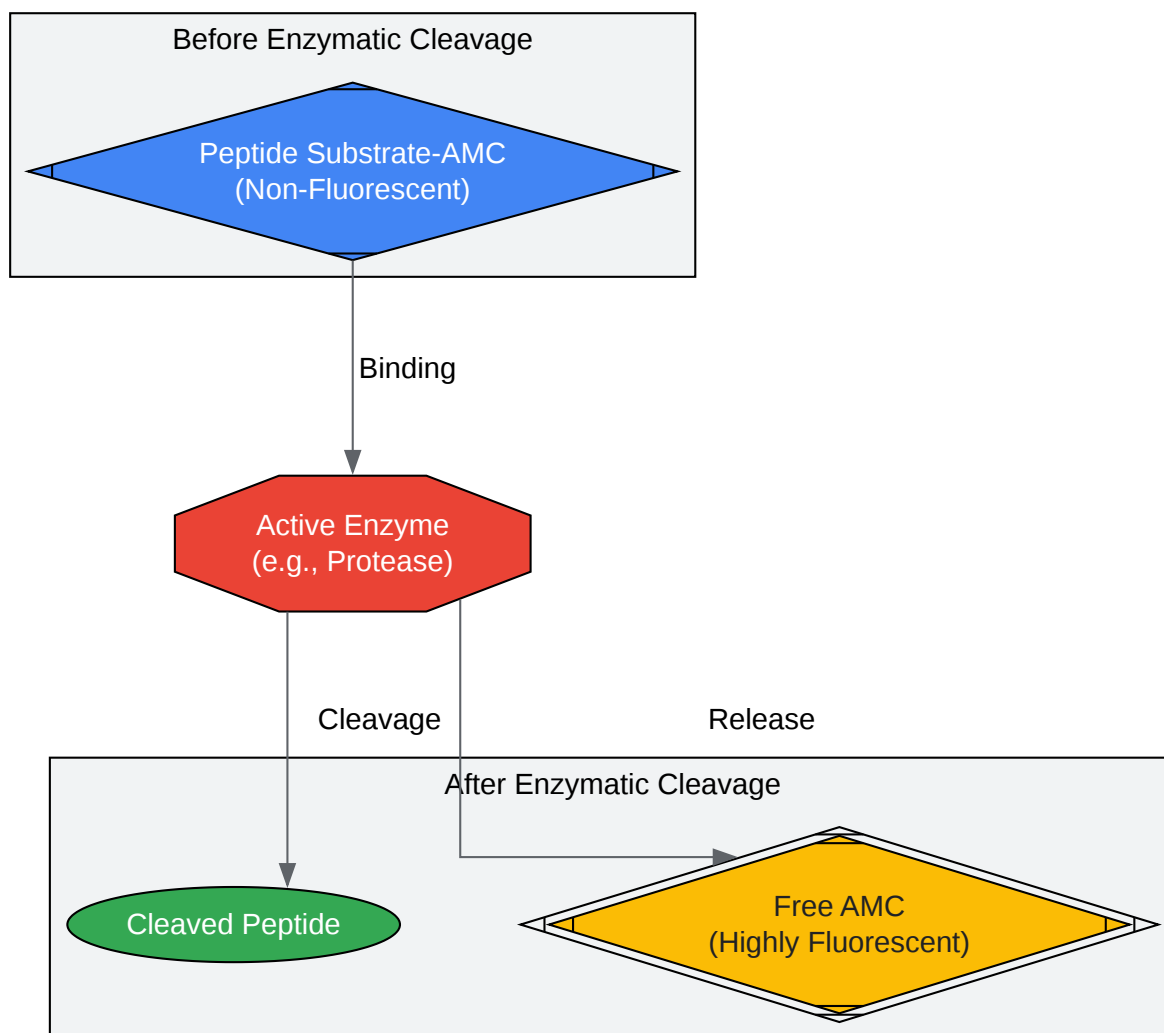 Before Enzymatic Cleavage
Peptide Substrate-AMC
(Non-Fluorescent)
Binding
Active Enzyme
(e.g., Protease)
Cleavage
Release
After Enzymatic Cleavage
Cleaved Peptide
Free AMC
(Highly Fluorescent)